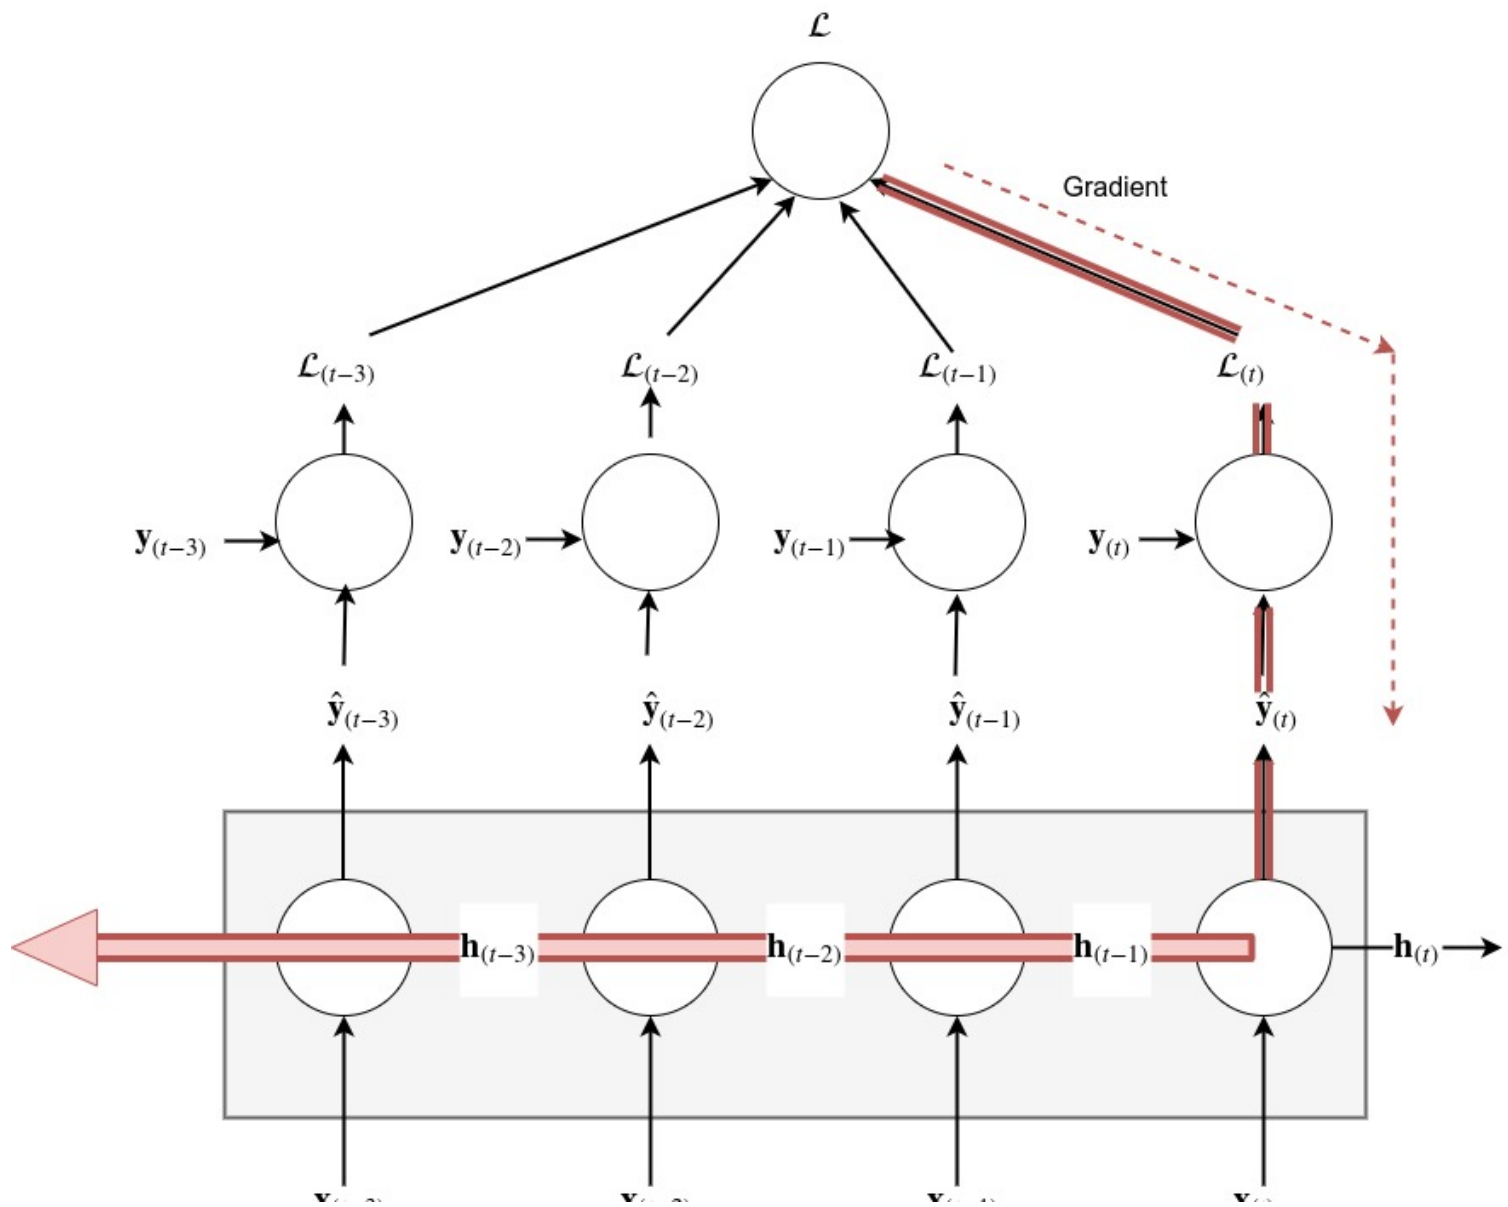 ℒ
Gradient
ℒ(t−3) ℒ(t−2) ℒ(t−1) ℒ(t)
y(t−3) y(t−2) y(t−1) y(t)
ŷ(t−3) ŷ(t−2) ŷ(t−1) ŷ(t)
h(t−3) h(t−2) h(t−1) h(t)